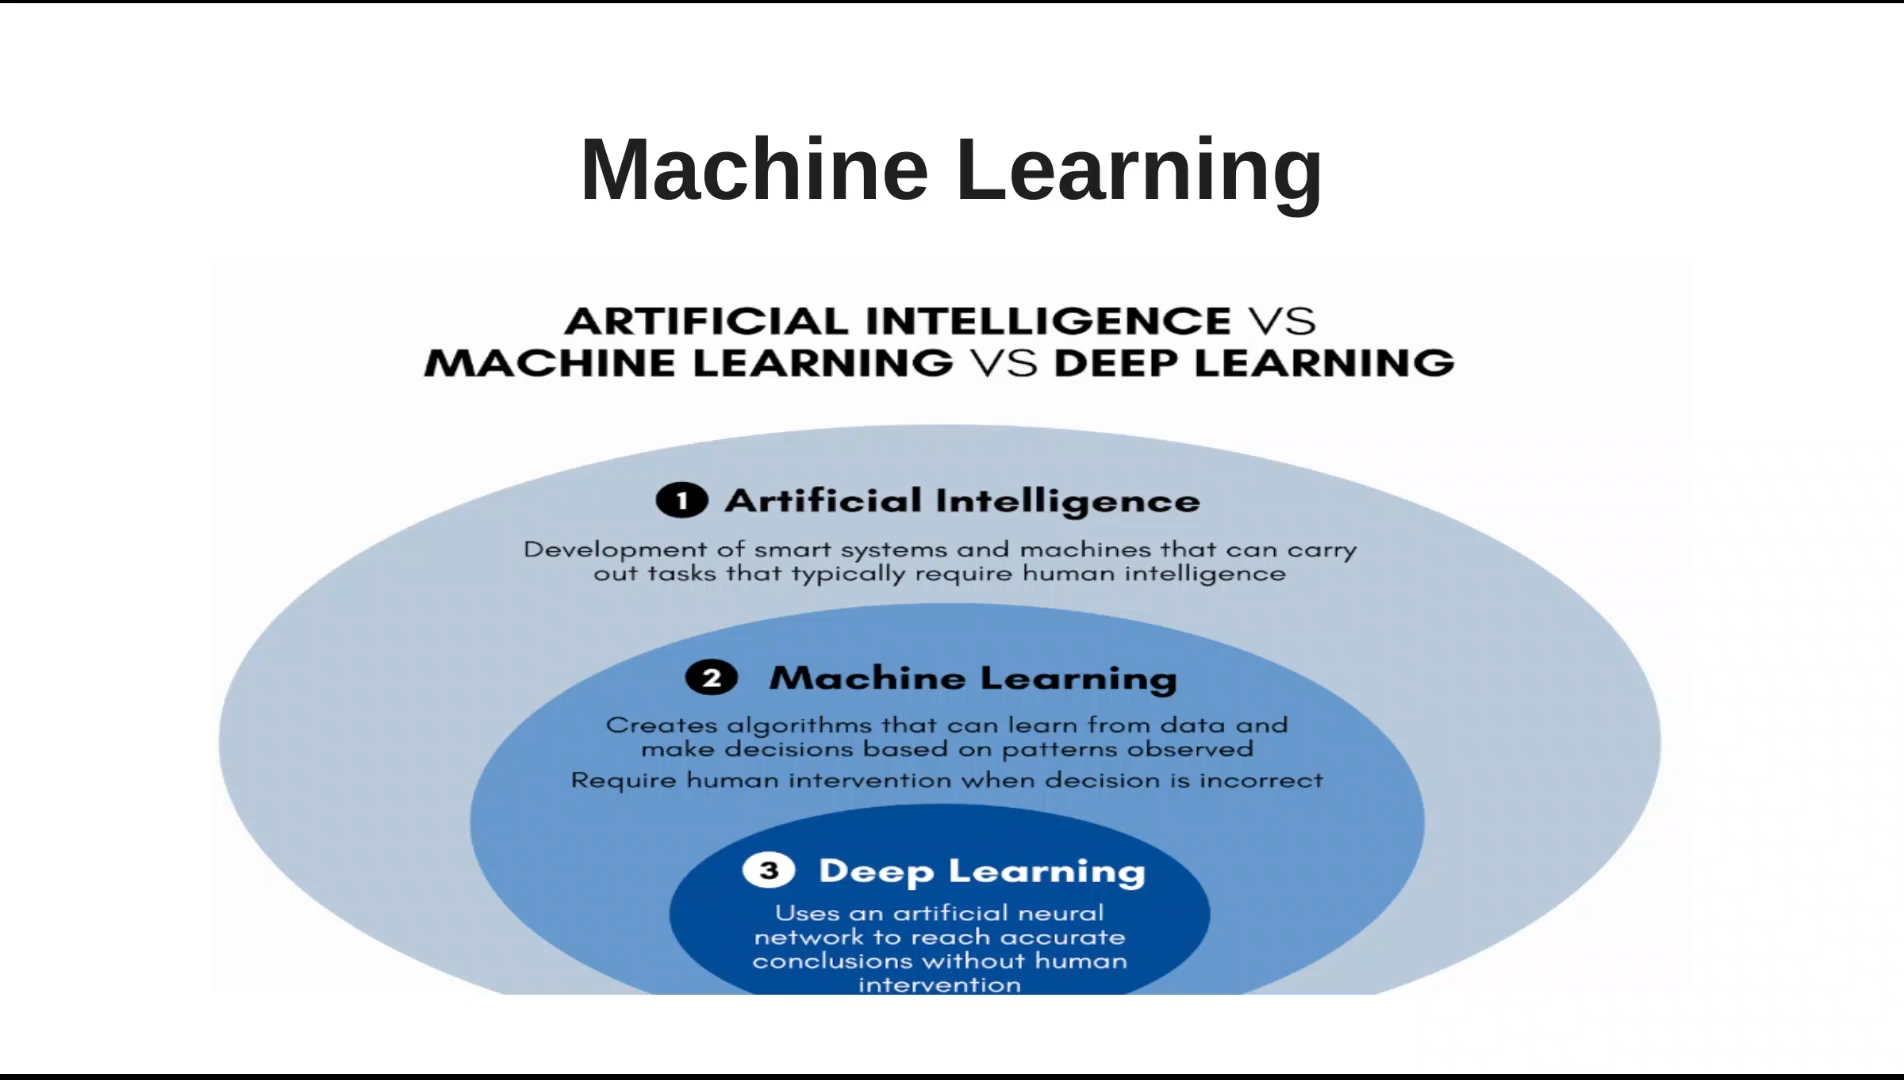 Machine Learning
ARTIFICIAL INTELLIGENCE VS
MACHINE LEARNING VS DEEP LEARNING
1 Artificial Intelligence
Development of smart systems and machines that can carry
out tasks that typically require human intelligence
2 Machine Learning
Creates algorithms that can learn from data and
make decisions based on patterns observed
Require human intervention when decision is incorrect
3 Deep Learning
Uses an artificial neural
network to reach accurate
conclusions without human
intervention